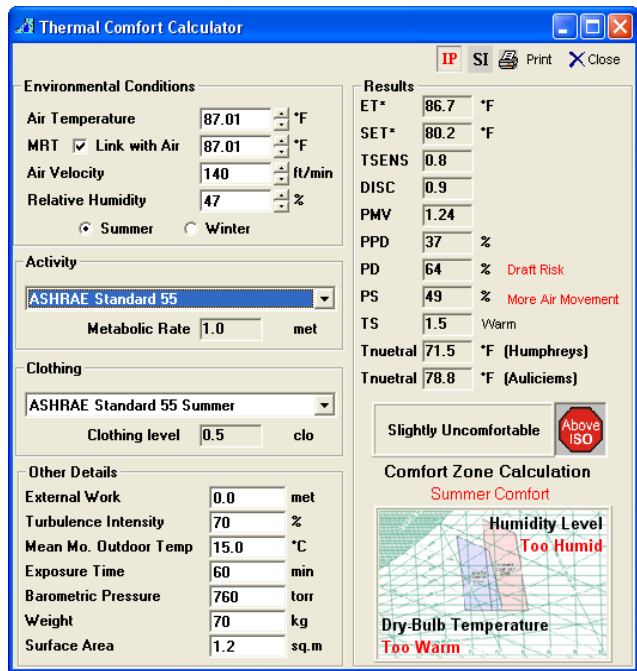 Thermal Comfort Calculator
IP SI Print Close
Environmental Conditions
Air Temperature 87.01 °F
MRT Link with Air 87.01 °F
Air Velocity 140 ft/min
Relative Humidity 47 %
Summer Winter
Activity
ASHRAE Standard 55
Metabolic Rate 1.0 met
Clothing
ASHRAE Standard 55 Summer
Clothing level 0.5 clo
Other Details
External Work 0.0 met
Turbulence Intensity 70 %
Mean Mo. Outdoor Temp 15.0 °C
Exposure Time 60 min
Barometric Pressure 760 torr
Weight 70 kg
Surface Area 1.2 sq.m
Results
ET* 86.7 °F
SET* 80.2 °F
TSENS 0.8
DISC 0.9
PMV 1.24
PPD 37 %
PD 64 % Draft Risk
PS 49 % More Air Movement
TS 1.5 Warm
Tnuetral 71.5 °F (Humphreys)
Tnuetral 78.8 °F (Auliciems)
Slightly Uncomfortable
Above
ISO
Comfort Zone Calculation
Summer Comfort
Humidity Level
Too Humid
Dry-Bulb Temperature
Too Warm